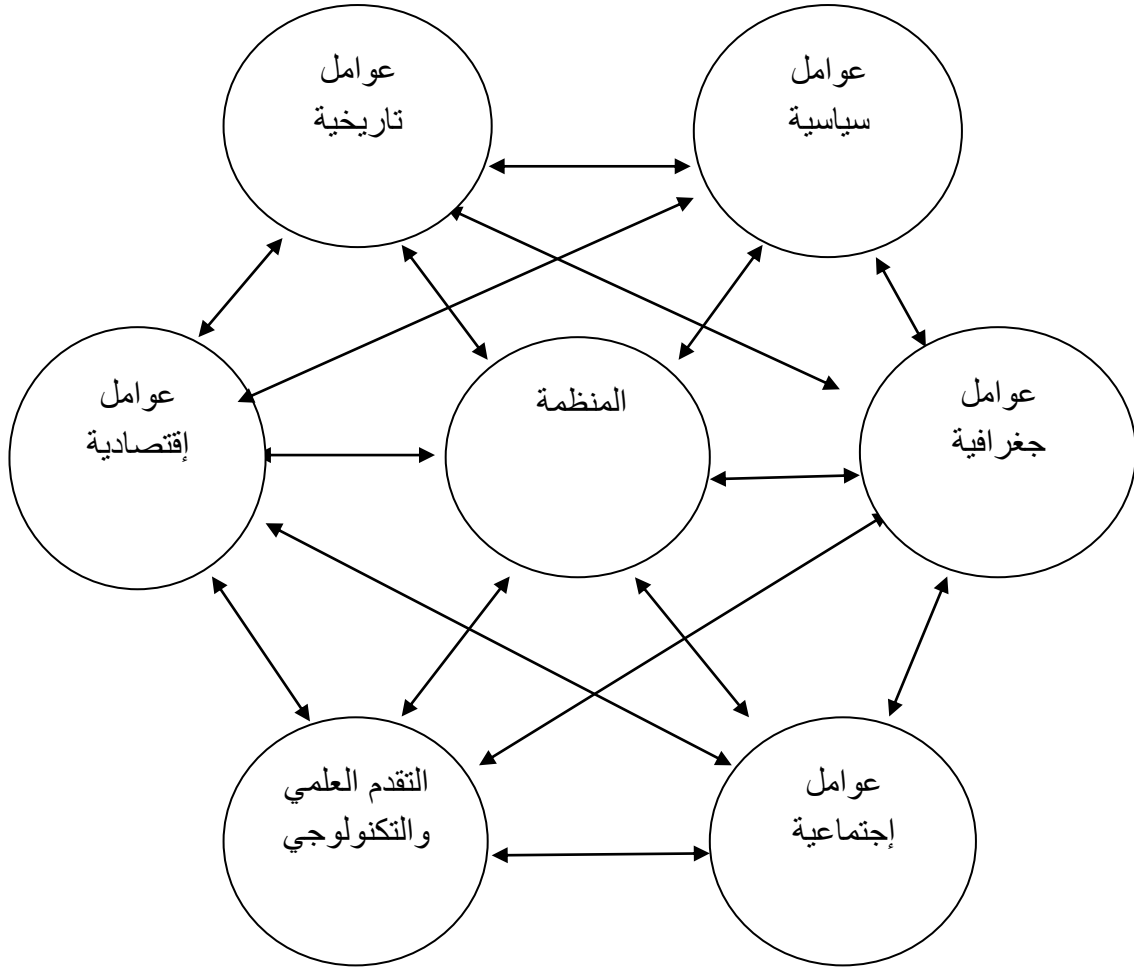 عوامل
سياسية
عوامل
تاريخية
عوامل
جغرافية
المنظمة
عوامل
إقتصادية
عوامل
إجتماعية
التقدم العلمي
والتكنولوجي